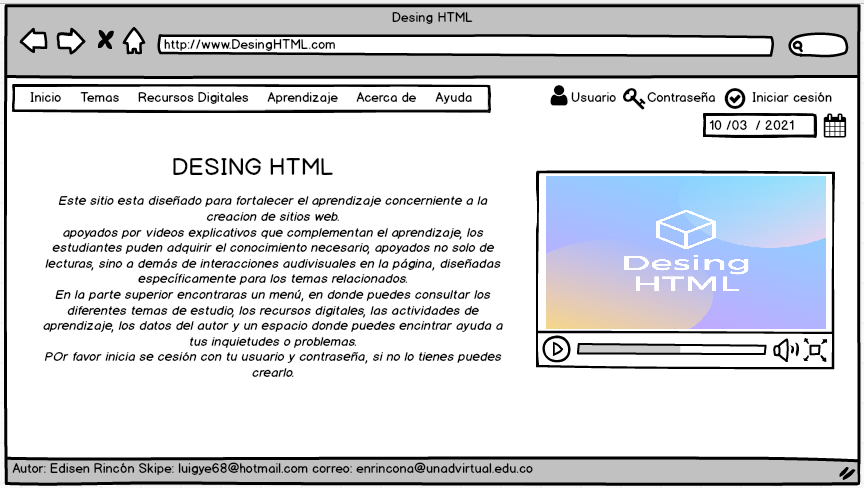 Desing HTML
http://www.DesingHTML.com
Inicio Temas Recursos Digitales Aprendizaje Acerca de Ayuda Usuario Contraseña Iniciar cesión
10 /03 / 2021
DESING HTML
Este sitio esta diseñado para fortalecer el aprendizaje concerniente a la
creacion de sitios web.
apoyados por videos explicativos que complementan el aprendizaje, los
estudiantes puden adquirir el conocimiento necesario, apoyados no solo de
lecturas, sino a demás de interacciones audivisuales en la página, diseñadas
específicamente para los temas relacionados.
En la parte superior encontraras un menú, en donde puedes consultar los
diferentes temas de estudio, los recursos digitales, las actividades de
aprendizaje, los datos del autor y un espacio donde puedes encintrar ayuda a
tus inquietudes o problemas.
POr favor inicia se cesión con tu usuario y contraseña, si no lo tienes puedes
crearlo.
Desing
HTML
Autor: Edisen Rincón Skipe: luigye68@hotmail.com correo: enrincona@unadvirtual.edu.co